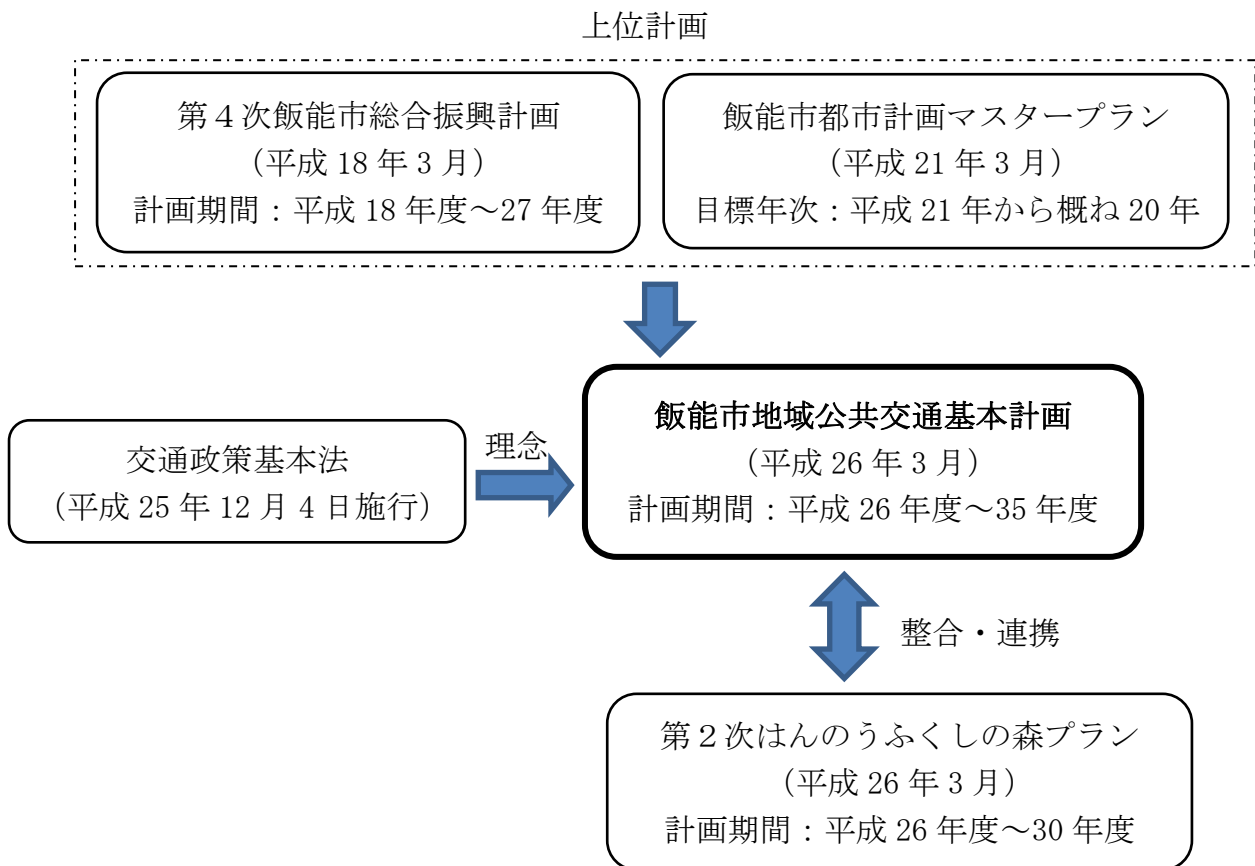 上位計画
第４次飯能市総合振興計画
（平成 18 年 3 月）
計画期間：平成 18 年度～27 年度
飯能市都市計画マスタープラン
（平成 21 年 3 月）
目標年次：平成 21 年から概ね 20 年
飯能市地域公共交通基本計画
（平成 26 年 3 月）
計画期間：平成 26 年度～35 年度
交通政策基本法
（平成 25 年 12 月 4 日施行）
理念
整合・連携
第２次はんのうふくしの森プラン
（平成 26 年 3 月）
計画期間：平成 26 年度～30 年度